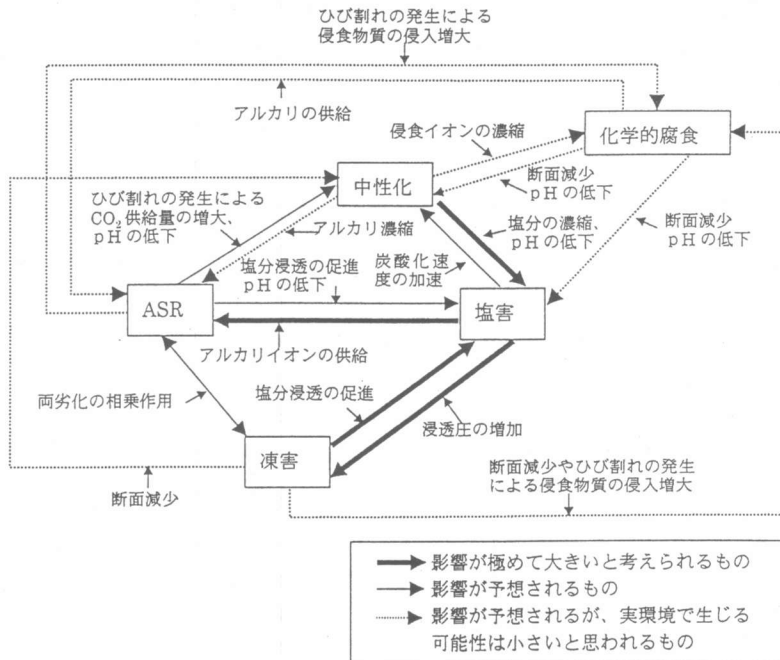 ひび割れの発生による
侵食物質の侵入増大
アルカリの供給
化学的腐食
侵食イオンの濃縮
中性化
断面減少
pHの低下
ひび割れの発生による
CO₂供給量の増大、
pHの低下
アルカリ濃縮
塩分の濃縮、
pHの低下
断面減少
pHの低下
塩分浸透の促進
pHの低下
炭酸化速
度の加速
ASR
塩害
アルカリイオンの供給
両劣化の相乗作用
塩分浸透の促進
浸透圧の増加
凍害
断面減少
断面減少やひび割れの発生
による侵食物質の侵入増大
影響が極めて大きいと考えられるもの
影響が予想されるもの
影響が予想されるが、実環境で生じる
可能性は小さいと思われるもの